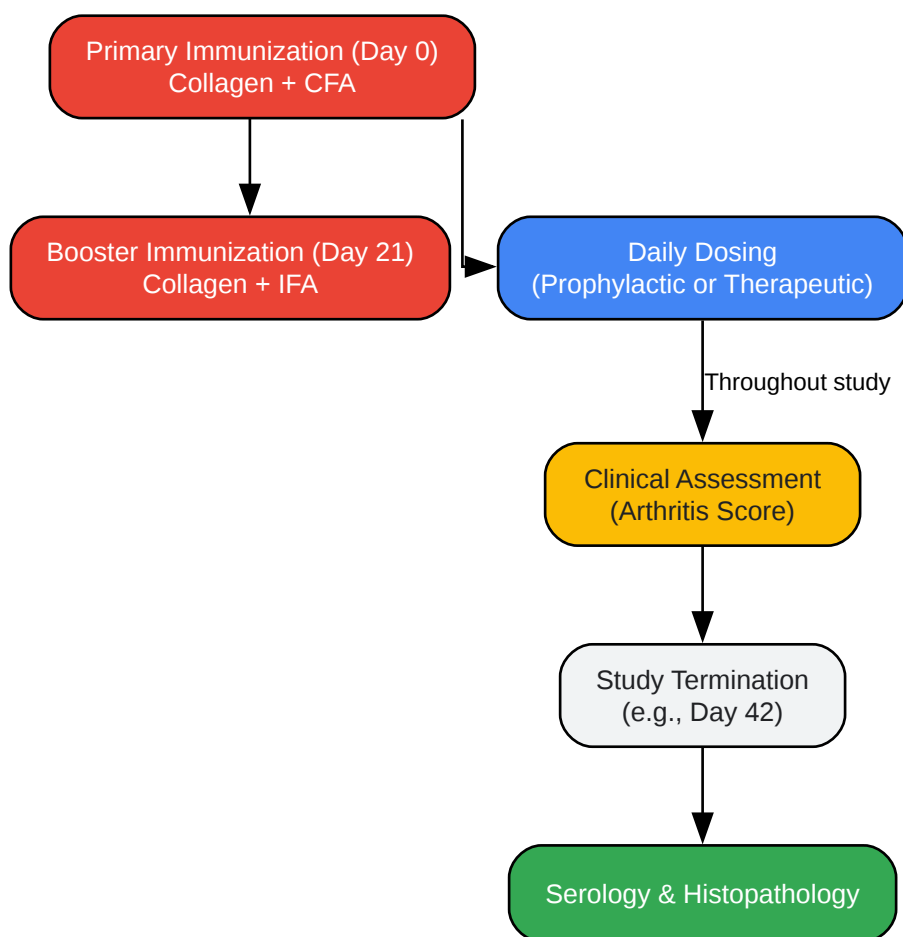 Primary Immunization (Day 0)
Collagen + CFA
Booster Immunization (Day 21)
Collagen + IFA
Daily Dosing
(Prophylactic or Therapeutic)
Throughout study
Clinical Assessment
(Arthritis Score)
Study Termination
(e.g., Day 42)
Serology & Histopathology